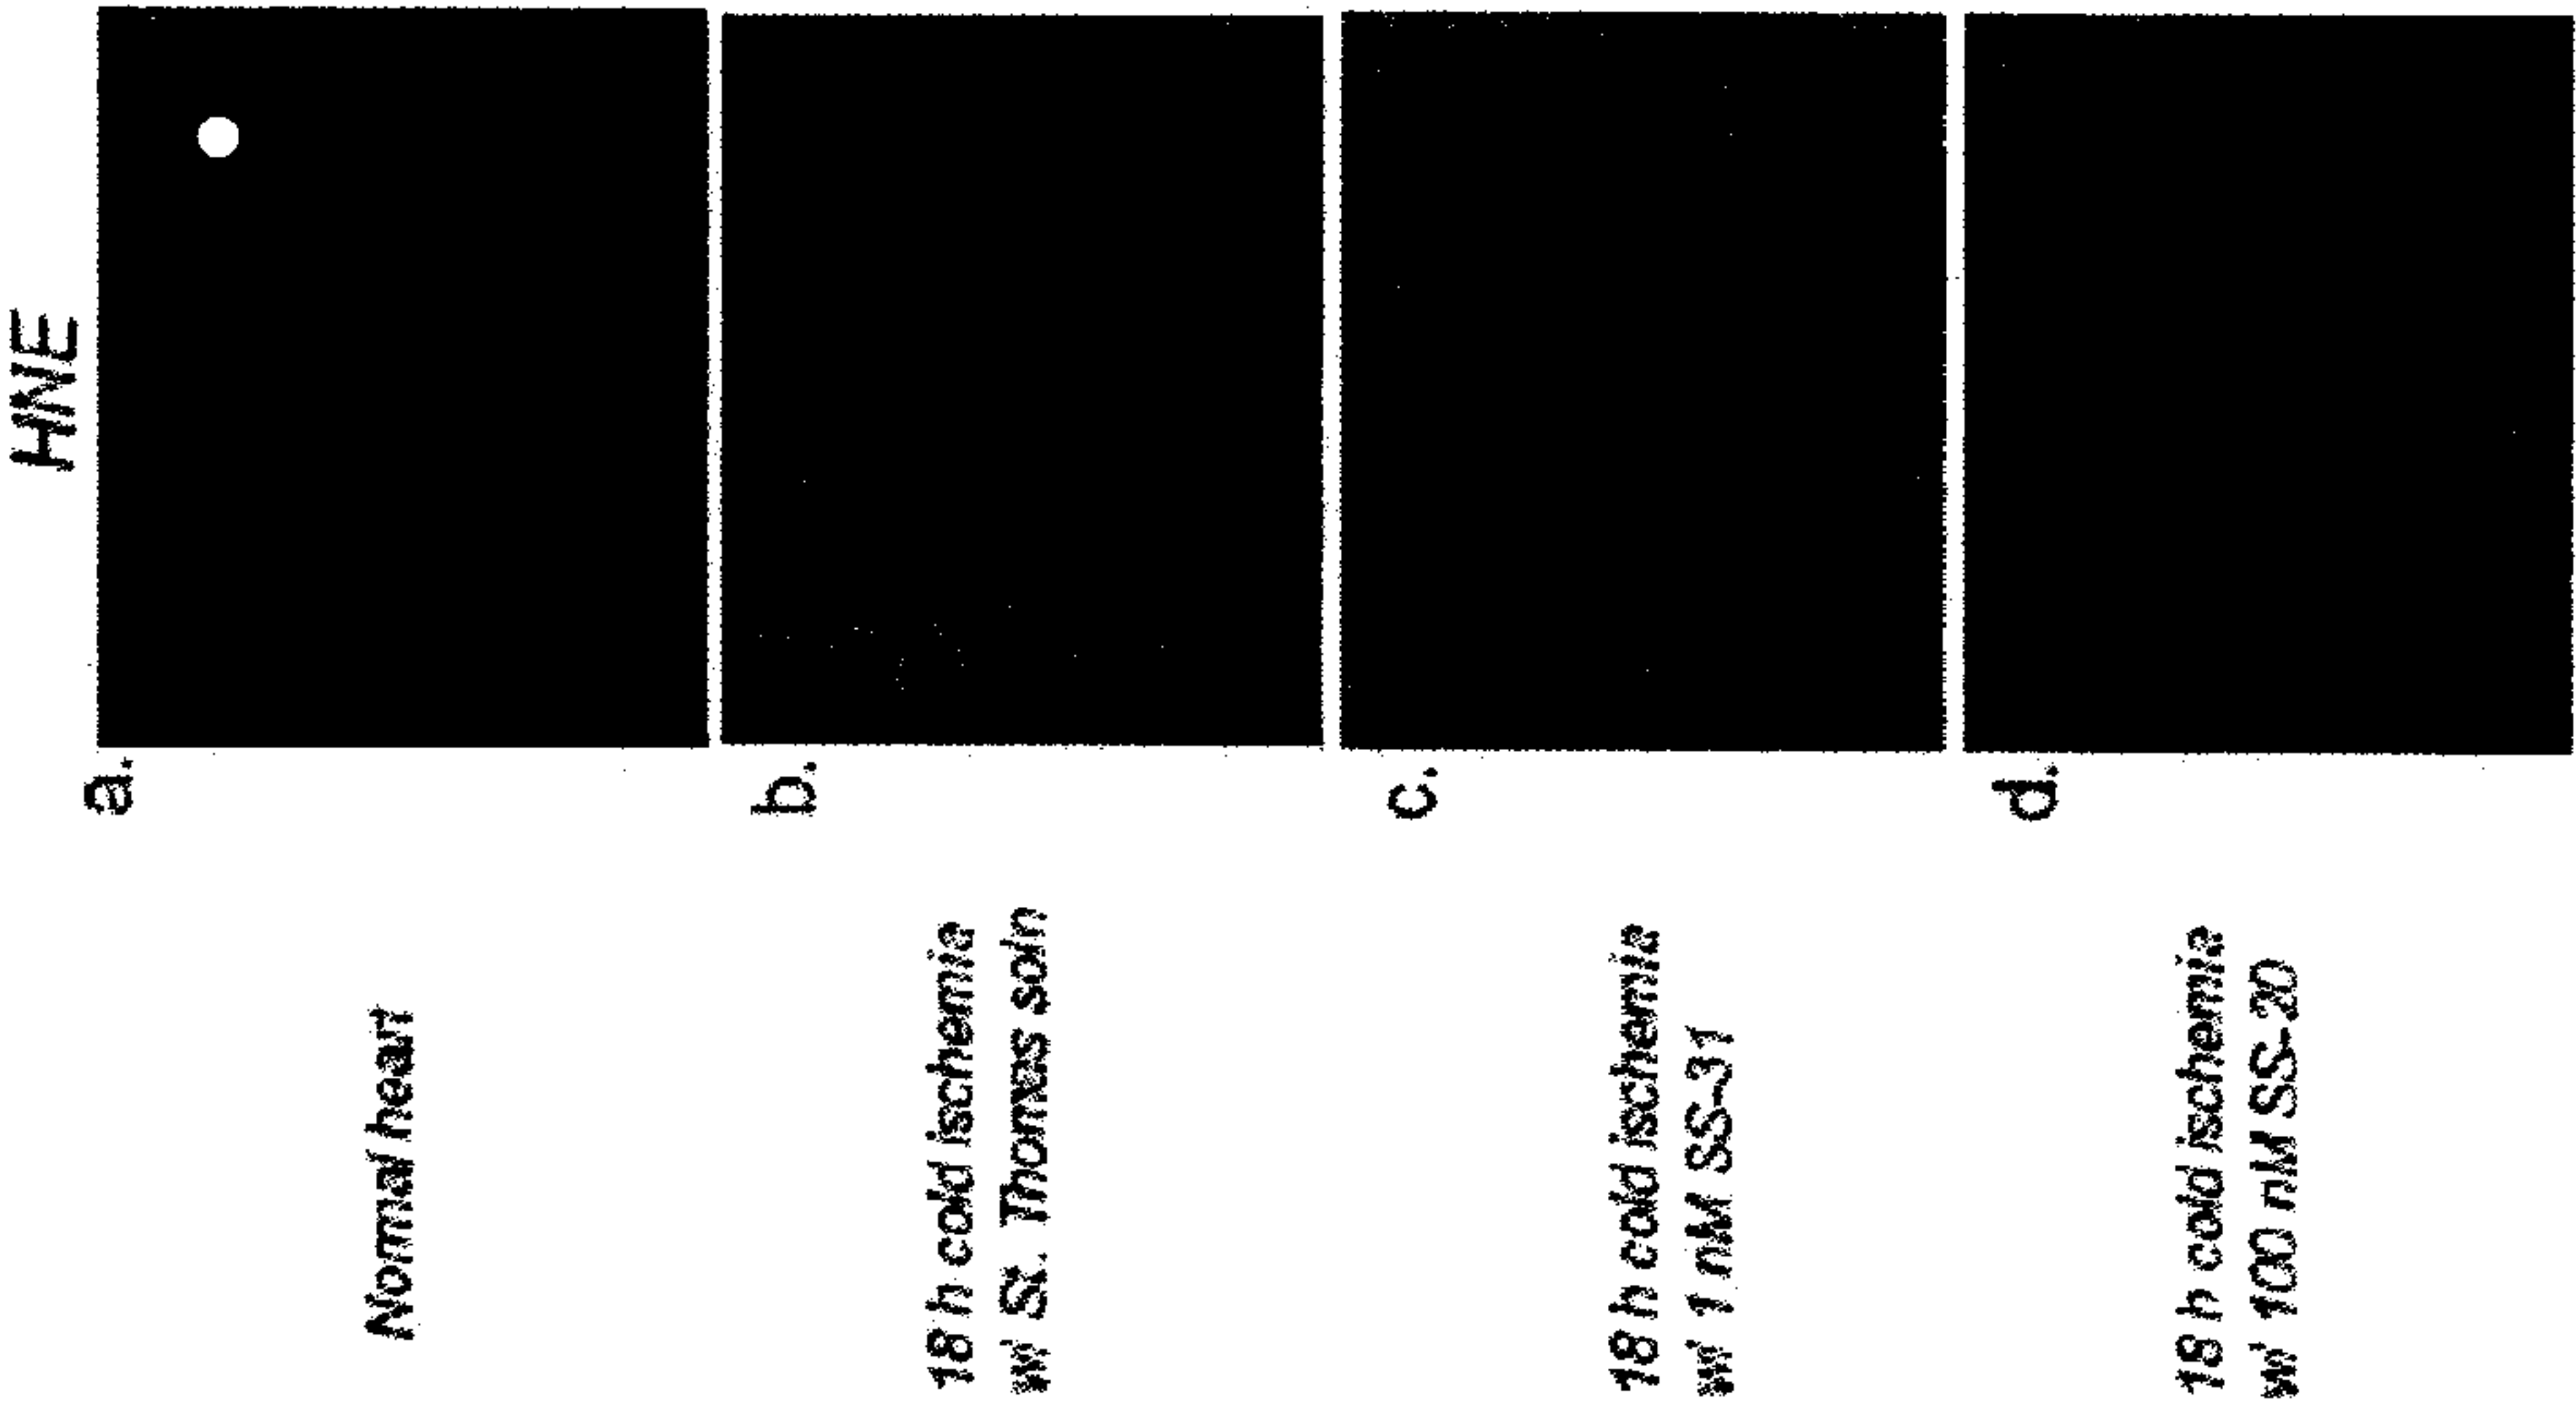 HNE
a.
Normal heart
b.
18 h cold ischemia
w/ St. Thomas soln
c.
18 h cold ischemia
w/ 1 nM SS-31
d.
18 h cold ischemia
w/ 100 nM SS-20